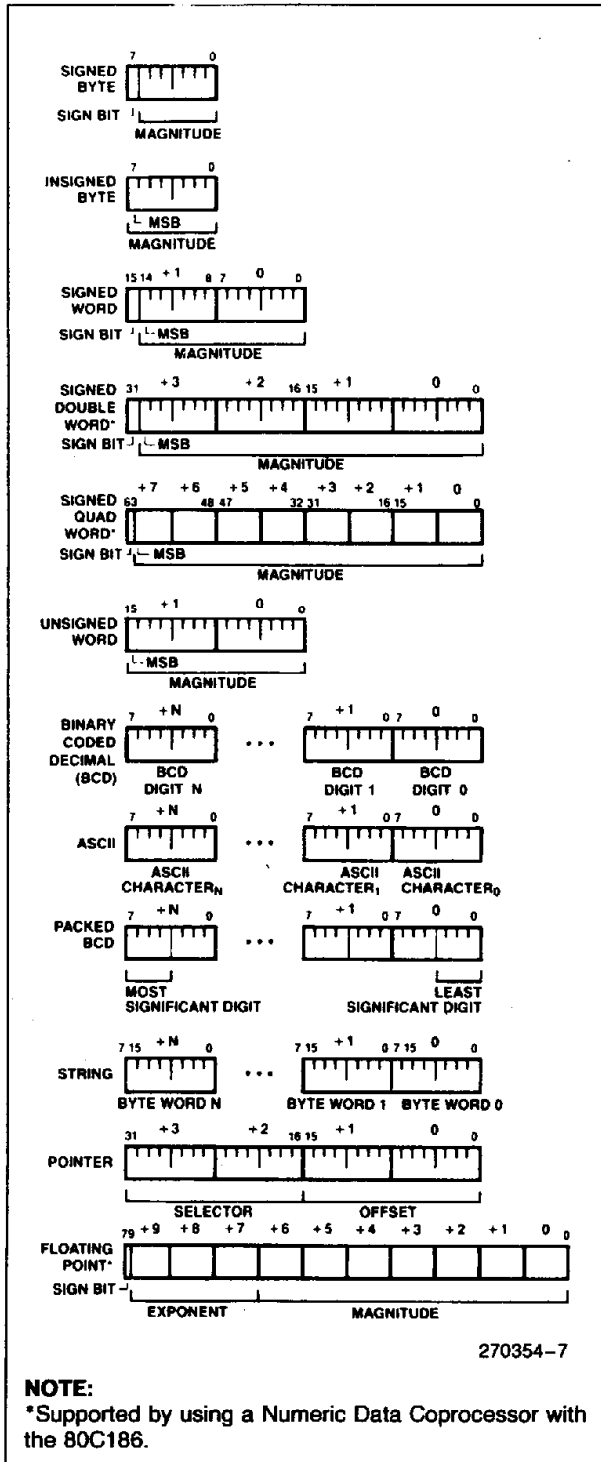 7 0
SIGNED
BYTE
SIGN BIT
MAGNITUDE
7 0
INSIGNED
BYTE
MSB
MAGNITUDE
15 14 +1 8 7 0 0
SIGNED
WORD
SIGN BIT MSB
MAGNITUDE
SIGNED 31 +3 +2 16 15 +1 0 0
DOUBLE
WORD*
SIGN BIT MSB
MAGNITUDE
+7 +6 +5 +4 +3 +2 +1 0
SIGNED 63 48 47 32 31 16 15 0
QUAD
WORD*
SIGN BIT MSB
MAGNITUDE
15 +1 0 0
UNSIGNED
WORD
MSB
MAGNITUDE
BINARY 7 +N 0 7 +1 0 7 0 0
CODED ...
DECIMAL
(BCD)
BCD BCD BCD
DIGIT N DIGIT 1 DIGIT 0
7 +N 0 7 +1 0 7 0 0
ASCII ...
ASCII ASCII ASCII
CHARACTERN CHARACTER1 CHARACTER0
PACKED 7 +N 0 7 +1 0 7 0 0
BCD ...
MOST LEAST
SIGNIFICANT DIGIT SIGNIFICANT DIGIT
7 15 +N 0 7 15 +1 0 7 15 0 0
STRING ...
BYTE WORD N BYTE WORD 1 BYTE WORD 0
31 +3 +2 16 15 +1 0 0
POINTER
SELECTOR OFFSET
79 +9 +8 +7 +6 +5 +4 +3 +2 +1 0 0
FLOATING
POINT*
SIGN BIT
EXPONENT MAGNITUDE
270354–7
NOTE:
*Supported by using a Numeric Data Coprocessor with
the 80C186.